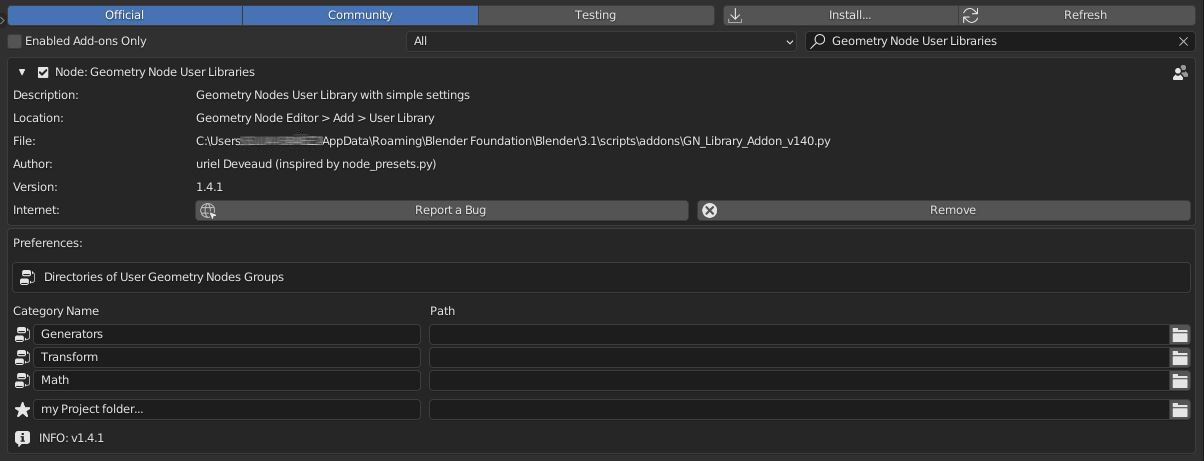 Official Community Testing Install... Refresh
Enabled Add-ons Only All Geometry Node User Libraries
Node: Geometry Node User Libraries
Description: Geometry Nodes User Library with simple settings
Location: Geometry Node Editor > Add > User Library
File: C:\Users AppData\Roaming\Blender Foundation\Blender\3.1\scripts\addons\GN_Library_Addon_v140.py
Author: uriel Deveaud (inspired by node_presets.py)
Version: 1.4.1
Internet: Report a Bug Remove
Preferences:
Directories of User Geometry Nodes Groups
Category Name Path
Generators
Transform
Math
my Project folder...
INFO: v1.4.1